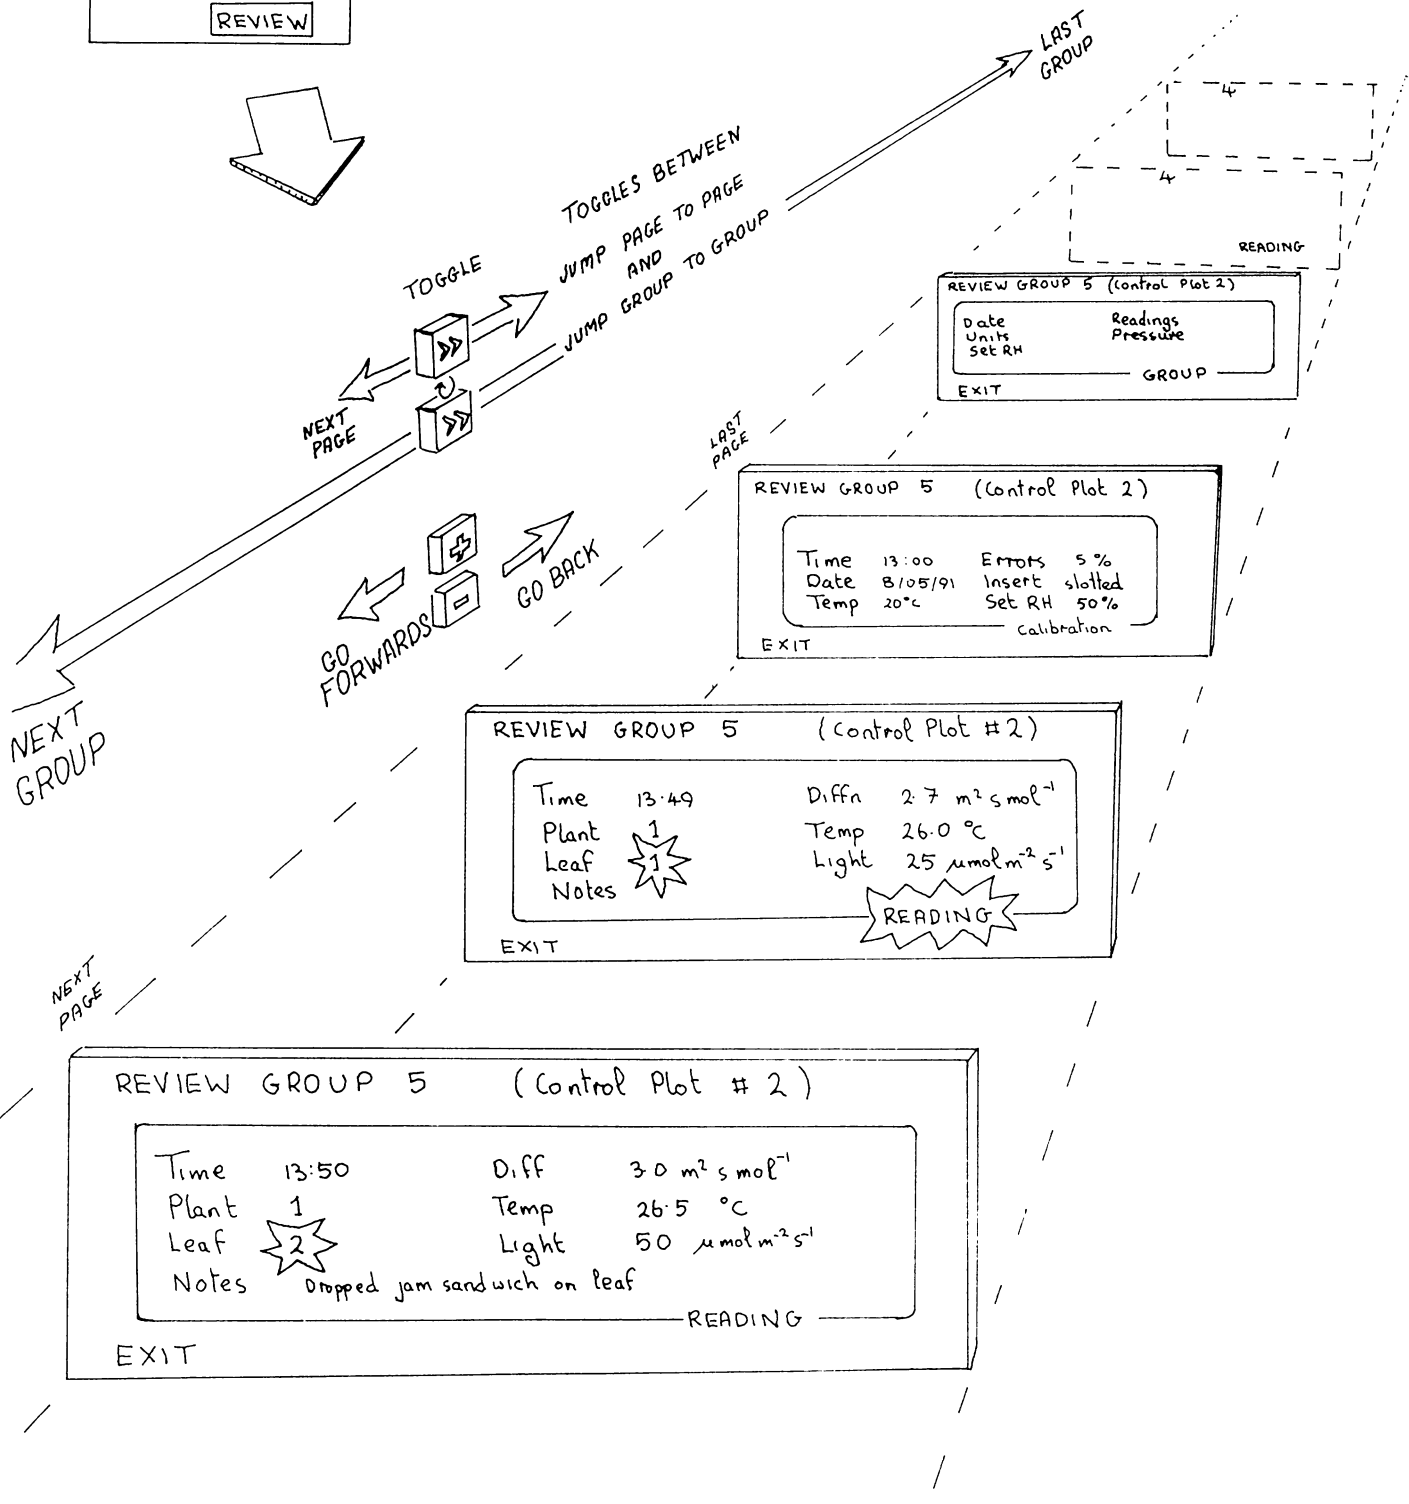 REVIEW
LAST
GROUP
TOGGLES BETWEEN
JUMP PAGE TO PAGE
AND
JUMP GROUP TO GROUP
TOGGLE
>>
NEXT
PAGE
>>
+
-
GO BACK
GO
FORWARDS
NEXT
GROUP
4
4
READING
REVIEW GROUP 5 (Control Plot 2)
Date Readings
Units Pressure
Set RH
GROUP
EXIT
LAST
PAGE
REVIEW GROUP 5 (Control Plot 2)
Time 13:00 Errors 5%
Date 8/05/91 Insert slotted
Temp 20°C Set RH 50%
Calibration
EXIT
REVIEW GROUP 5 (Control Plot #2)
Time 13·49 Diffn 2·7 m² s mol⁻¹
Plant 1 Temp 26·0 °C
Leaf 1 Light 25 µmol m⁻² s⁻¹
Notes
READING
EXIT
NEXT
PAGE
REVIEW GROUP 5 (Control Plot # 2)
Time 13:50 Diff 3·0 m² s mol⁻¹
Plant 1 Temp 26·5 °C
Leaf 2 Light 50 µmol m⁻² s⁻¹
Notes Dropped jam sandwich on leaf
READING
EXIT